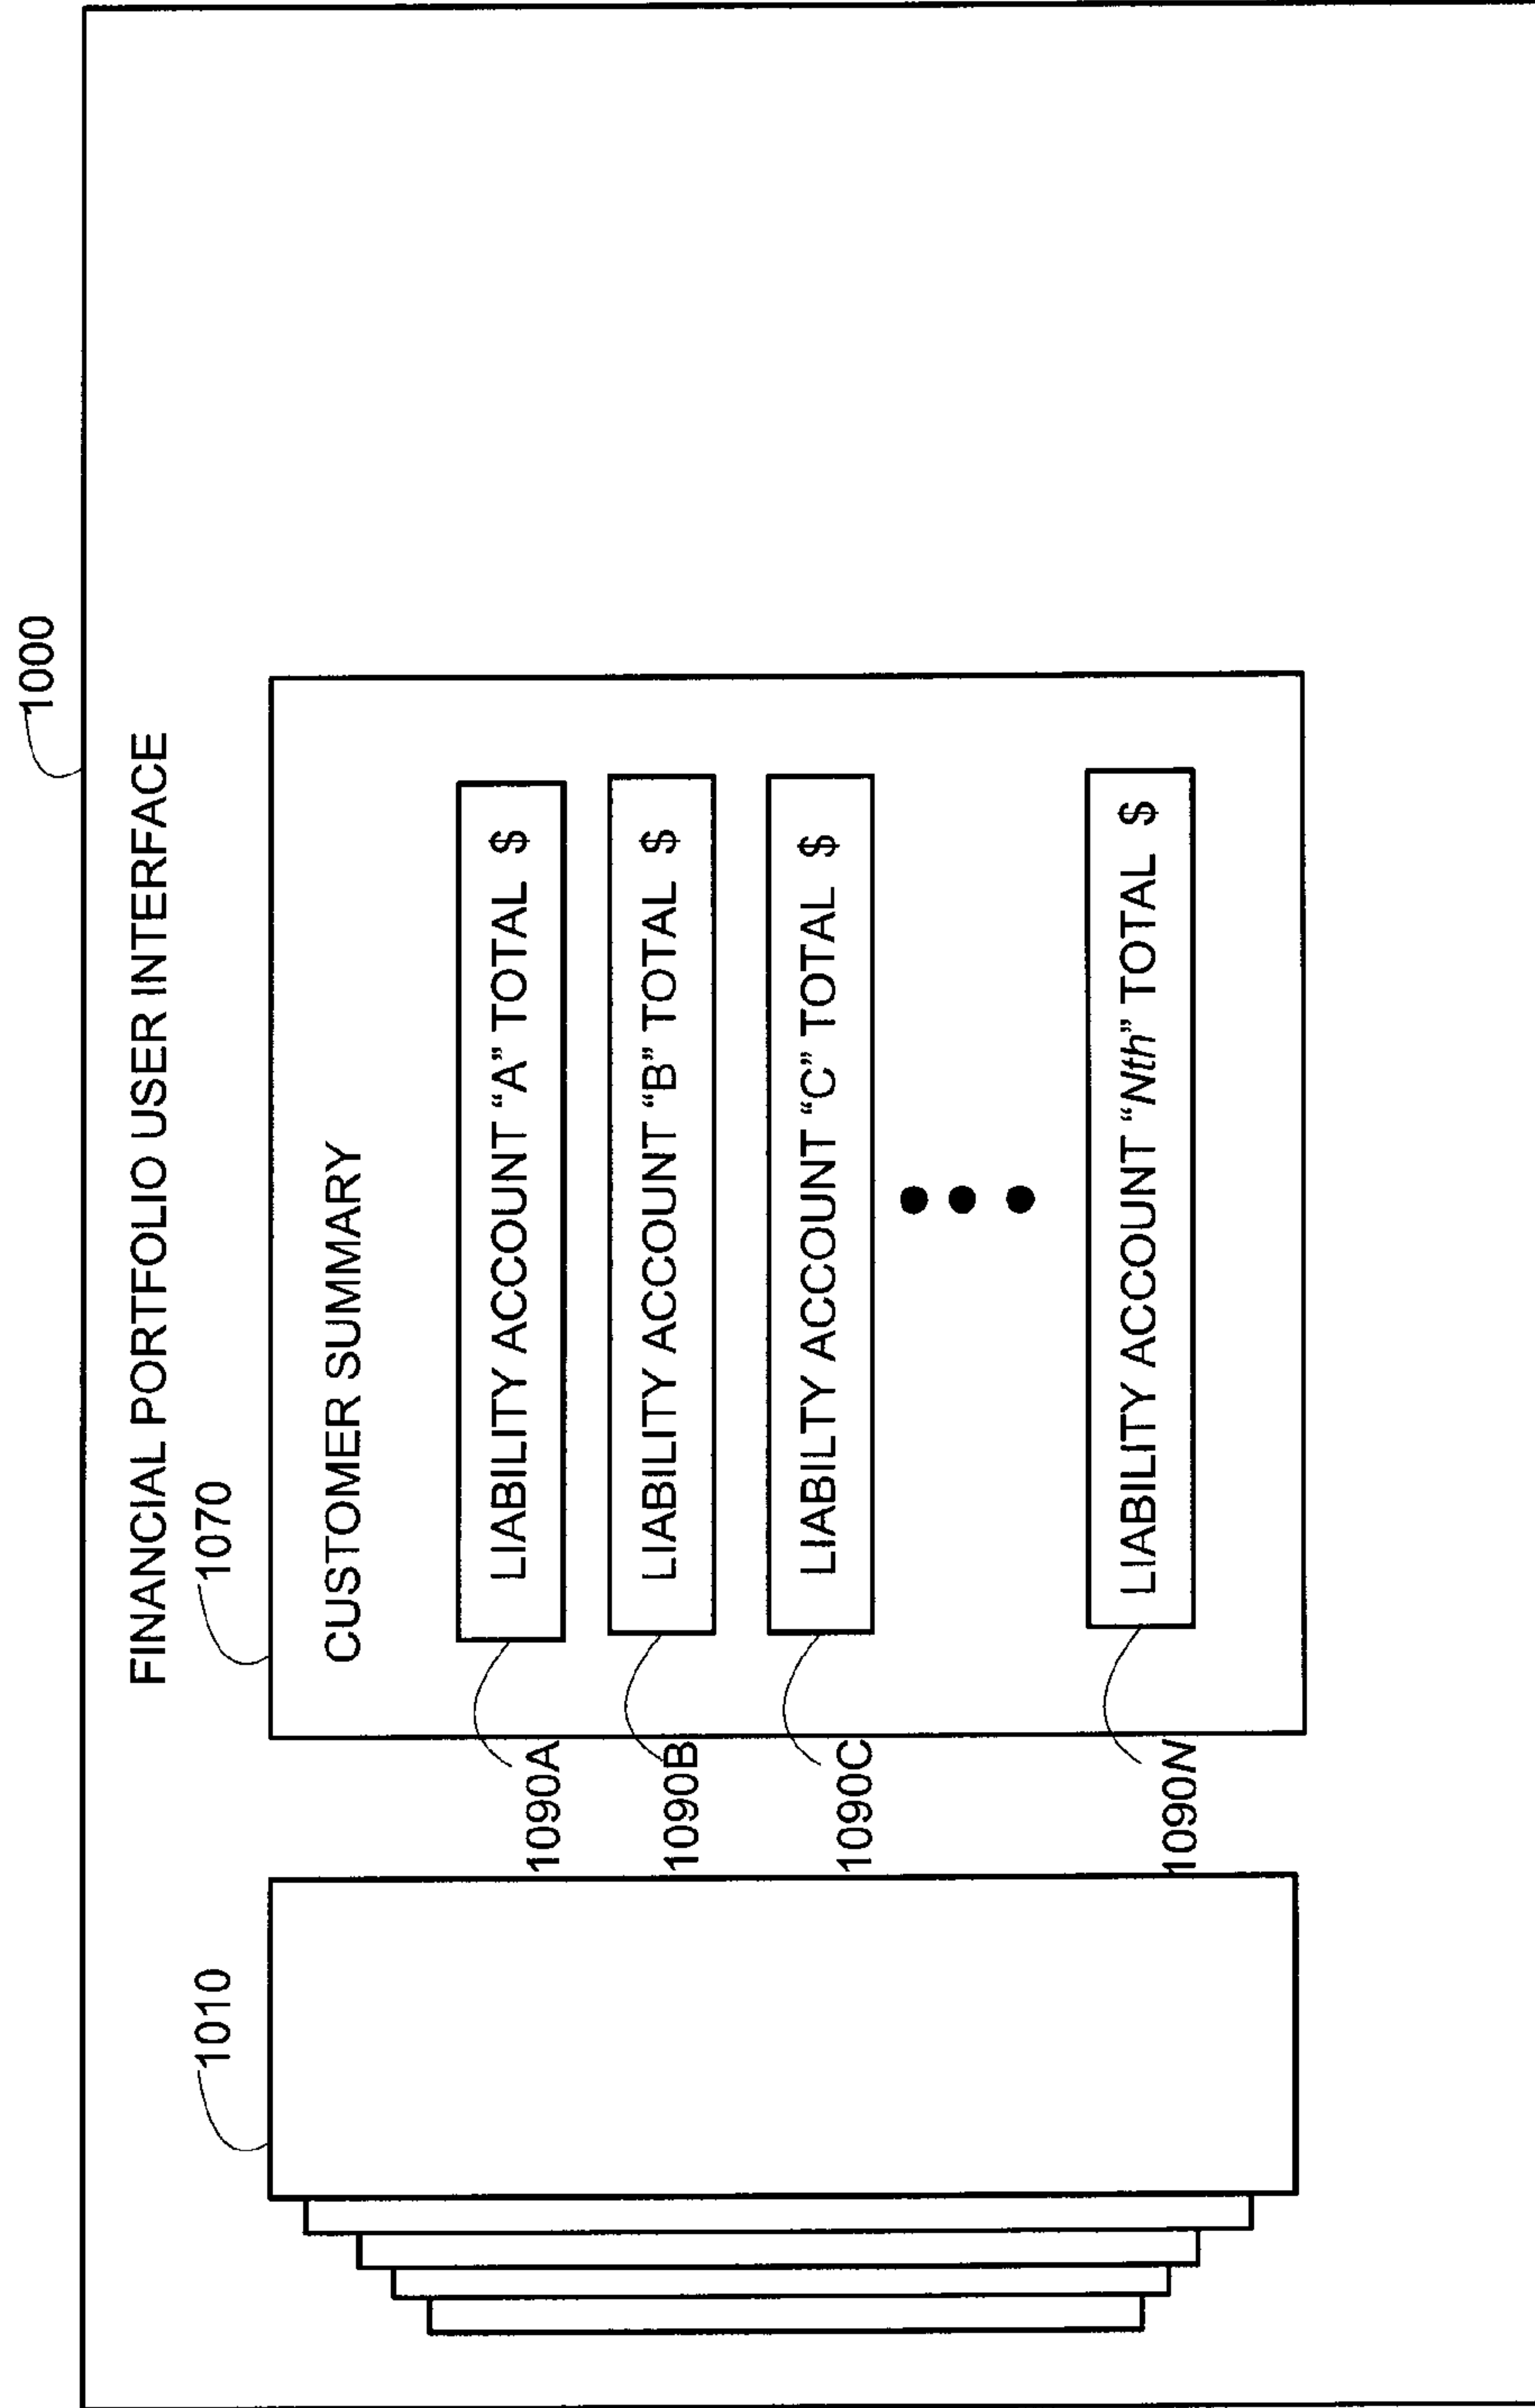 1000
FINANCIAL PORTFOLIO USER INTERFACE
1010
1070
CUSTOMER SUMMARY
LIABILITY ACCOUNT “A” TOTAL $
1090A
LIABILITY ACCOUNT “B” TOTAL $
1090B
LIABILTY ACCOUNT “C” TOTAL $
1090C
LIABILITY ACCOUNT “Nth” TOTAL $
1090N